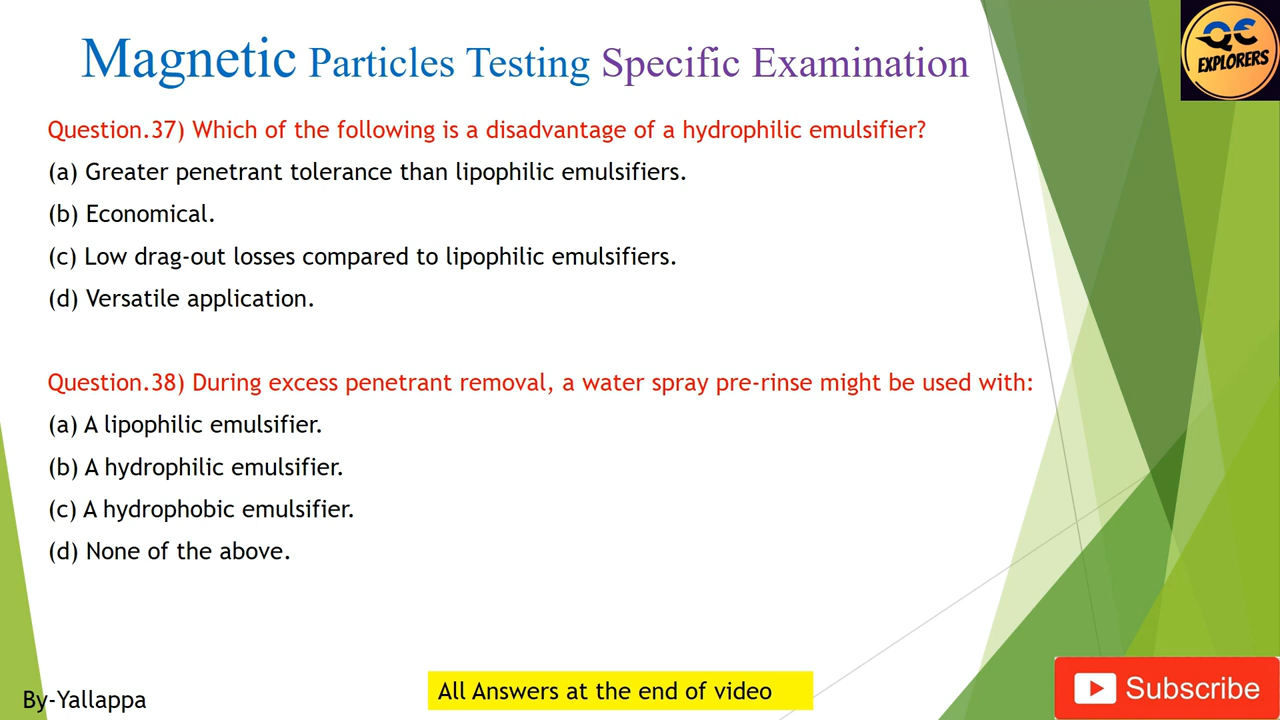 Magnetic Particles Testing Specific Examination
QC
EXPLORERS
Question.37) Which of the following is a disadvantage of a hydrophilic emulsifier?
(a) Greater penetrant tolerance than lipophilic emulsifiers.
(b) Economical.
(c) Low drag-out losses compared to lipophilic emulsifiers.
(d) Versatile application.
Question.38) During excess penetrant removal, a water spray pre-rinse might be used with:
(a) A lipophilic emulsifier.
(b) A hydrophilic emulsifier.
(c) A hydrophobic emulsifier.
(d) None of the above.
By-Yallappa
All Answers at the end of video
Subscribe